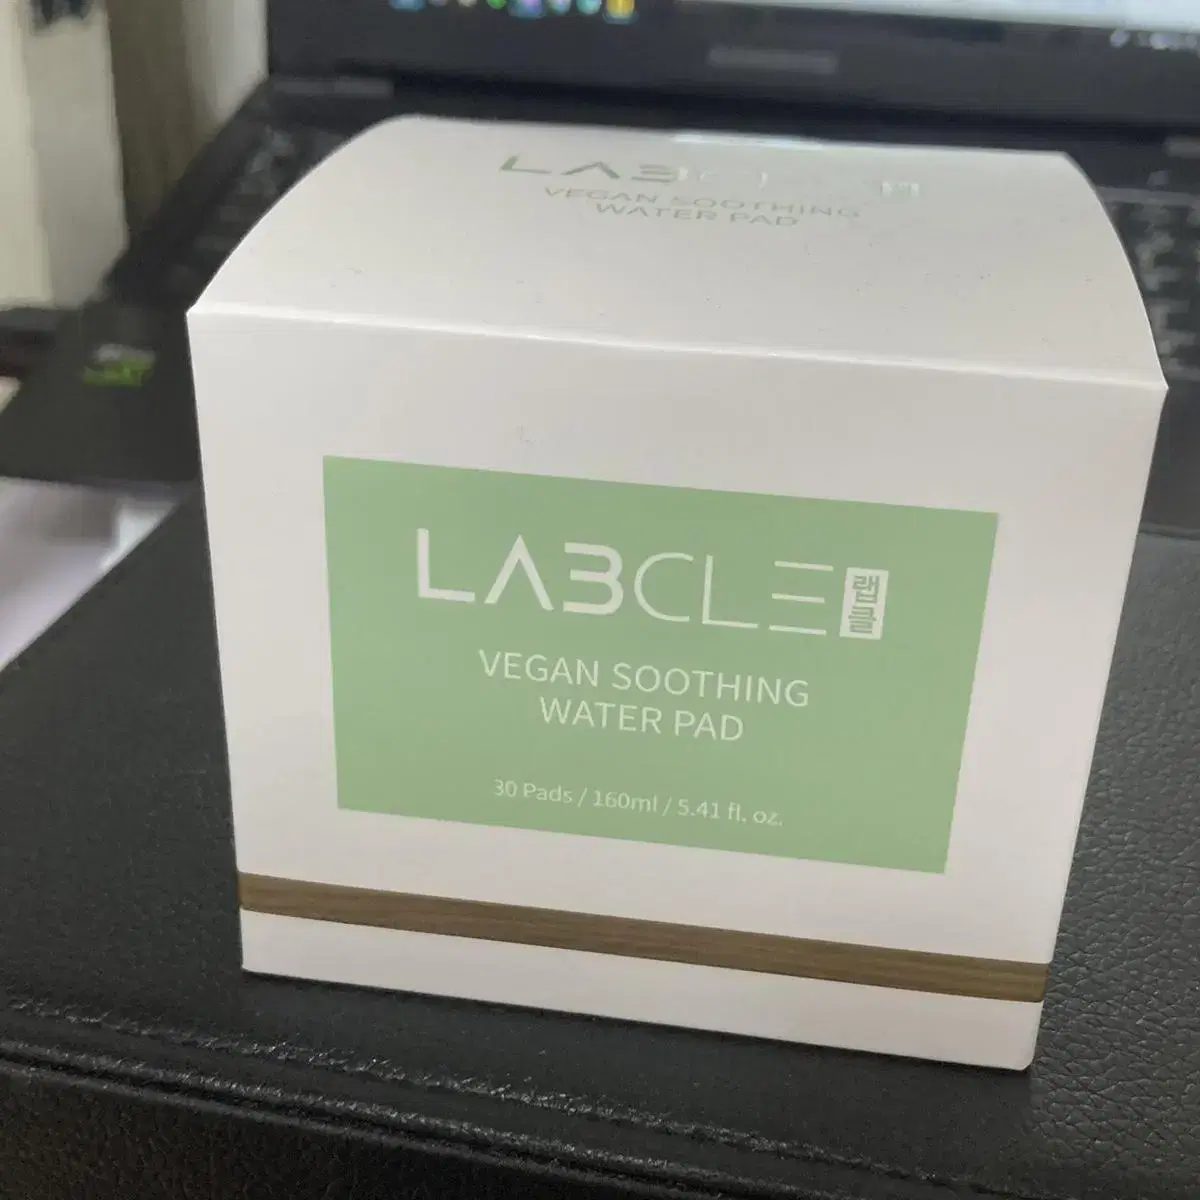 LABCLE
VEGAN SOOTHING
WATER PAD
LABCLE 랩클
VEGAN SOOTHING
WATER PAD
30 Pads / 160ml / 5.41 fl. oz.